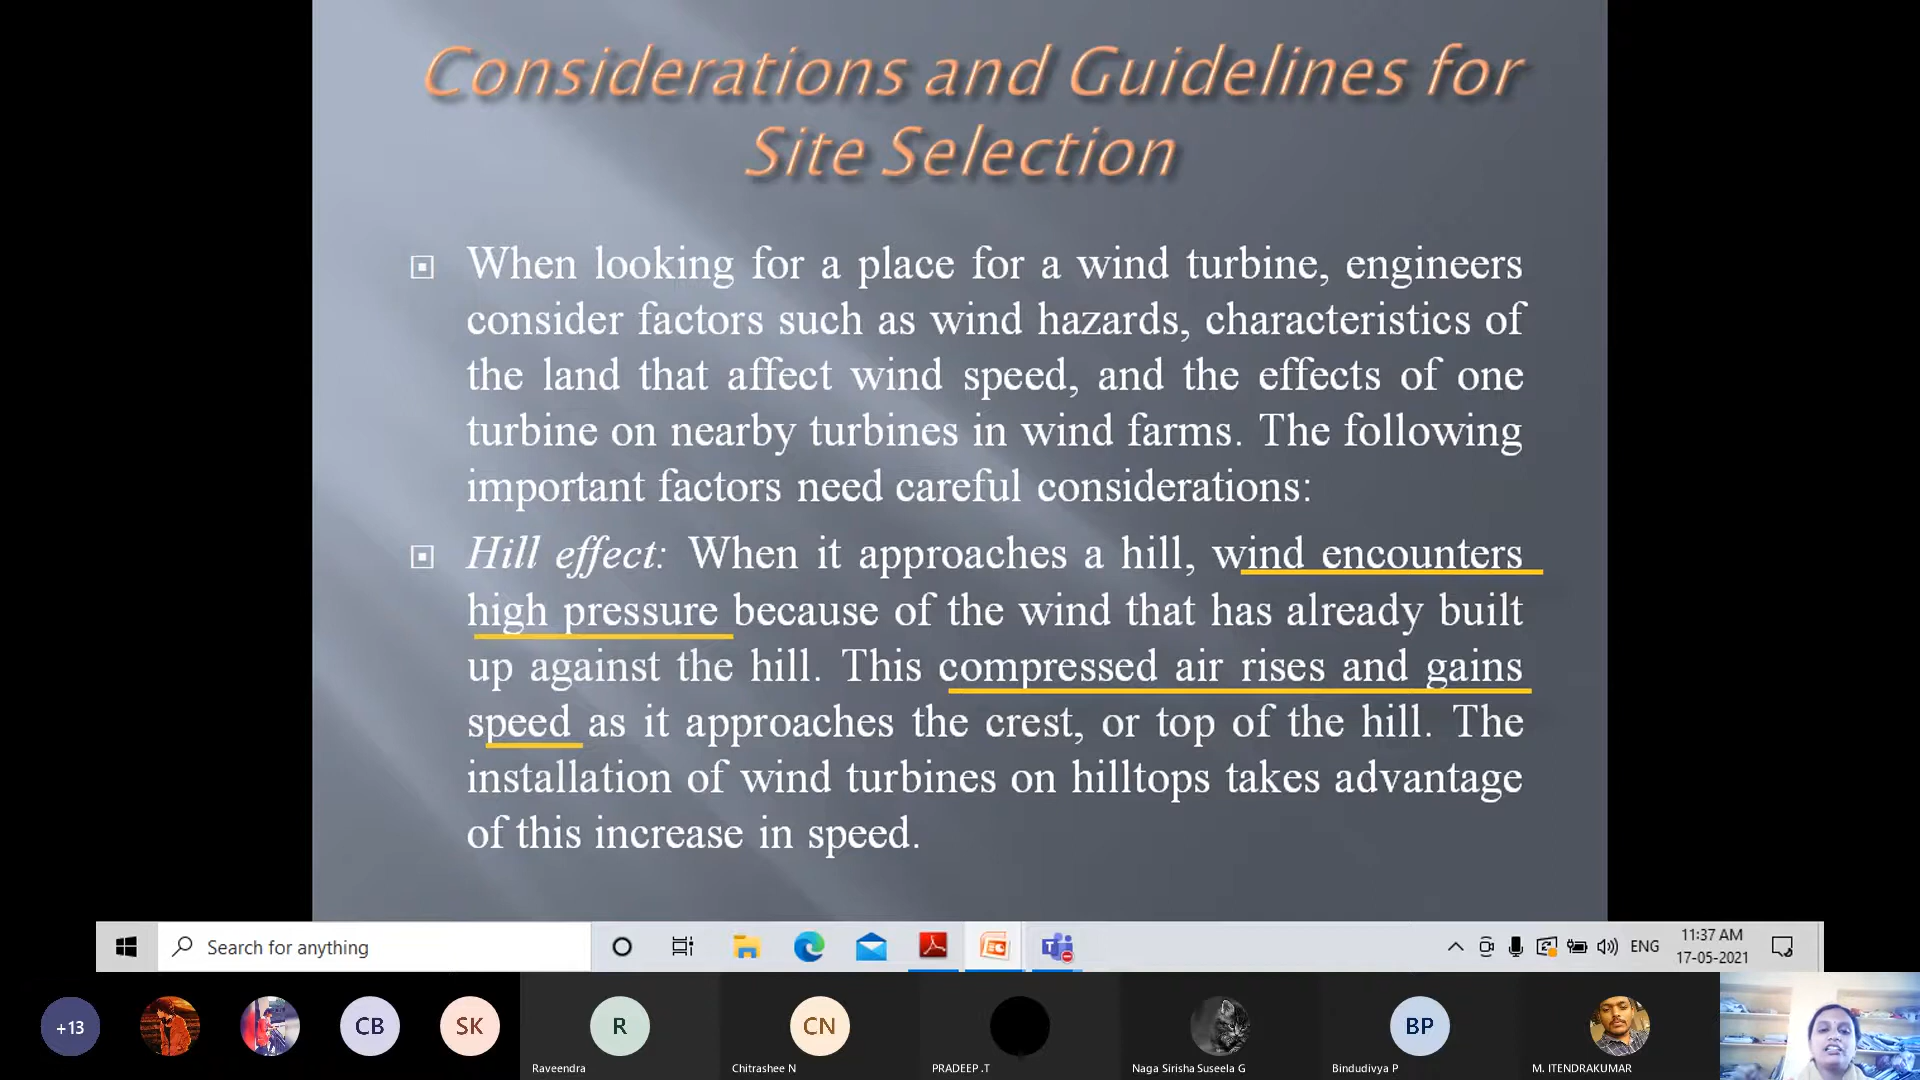 Considerations and Guidelines for
Site Selection
When looking for a place for a wind turbine, engineers
consider factors such as wind hazards, characteristics of
the land that affect wind speed, and the effects of one
turbine on nearby turbines in wind farms. The following
important factors need careful considerations:
Hill effect: When it approaches a hill, wind encounters
high pressure because of the wind that has already built
up against the hill. This compressed air rises and gains
speed as it approaches the crest, or top of the hill. The
installation of wind turbines on hilltops takes advantage
of this increase in speed.
Search for anything
ENG
11:37 AM
17-05-2021
+13
CB
SK
R
CN
BP
Raveendra
Chitrashee N
PRADEEP .T
Naga Sirisha Suseela G
Bindudivya P
M. ITENDRAKUMAR